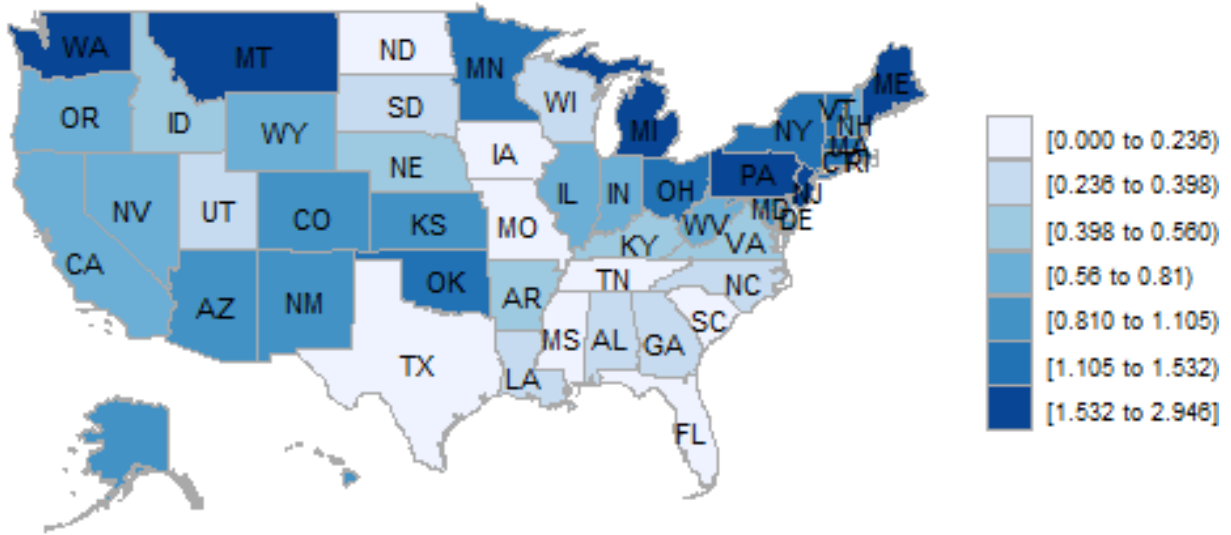 WA
MT
ND
MN
ME
OR
ID
SD
WI
VT
NH
WY
MI
NY
MA
IA
NE
PA
RI
NV
UT
CO
KS
IL
IN
OH
NJ
MD
DE
WV
VA
MO
KY
CA
AZ
NM
OK
AR
TN
NC
SC
TX
MS
AL
GA
LA
FL
[0.000 to 0.236)
[0.236 to 0.398)
[0.398 to 0.560)
[0.56 to 0.81)
[0.810 to 1.105)
[1.105 to 1.532)
[1.532 to 2.946]